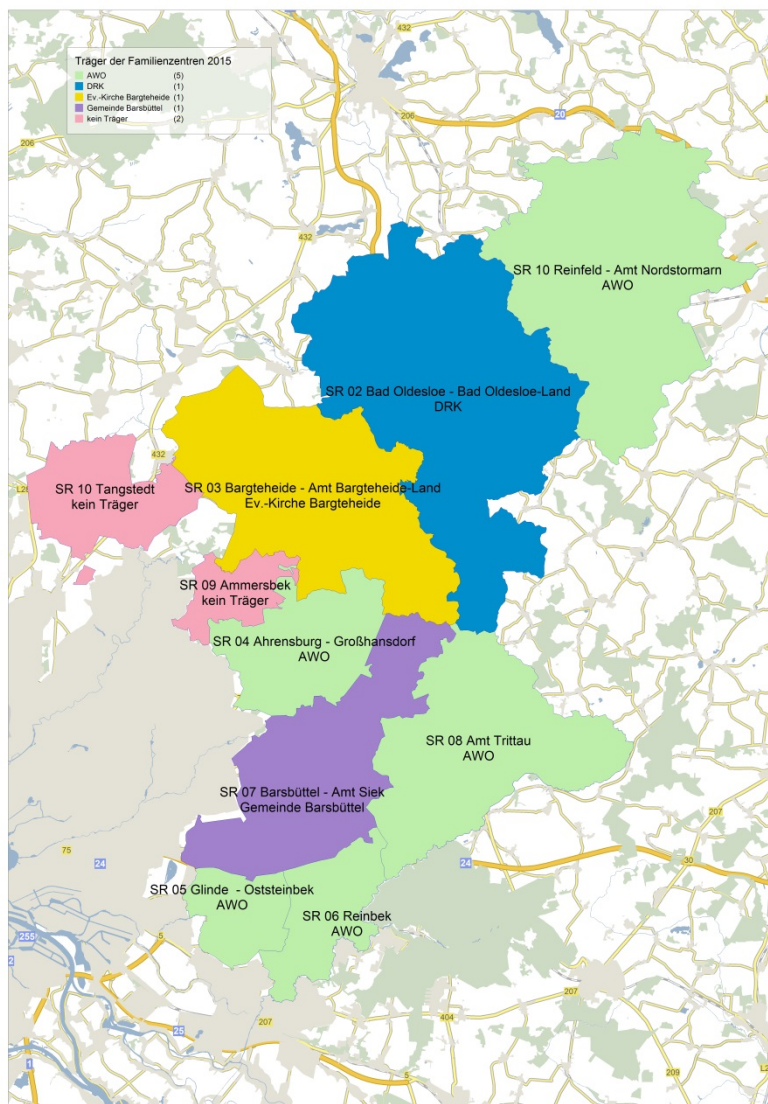 Träger der Familienzentren 2015
AWO (5)
DRK (1)
Ev.-Kirche Bargteheide (1)
Gemeinde Barsbüttel (1)
kein Träger (2)
432
206
20
206
432
SR 10 Reinfeld - Amt Nordstormarn
AWO
SR 02 Bad Oldesloe - Bad Oldesloe-Land
DRK
432
SR 10 Tangstedt
kein Träger
SR 03 Bargteheide - Amt Bargteheide-Land
Ev.-Kirche Bargteheide
SR 09 Ammersbek
kein Träger
SR 04 Ahrensburg - Großhansdorf
AWO
SR 08 Amt Trittau
AWO
SR 07 Barsbüttel - Amt Siek
Gemeinde Barsbüttel
207
75
24
24
30
SR 05 Glinde - Oststeinbek
AWO
SR 06 Reinbek
AWO
255
5
2
207
25
207
404
1
5
209